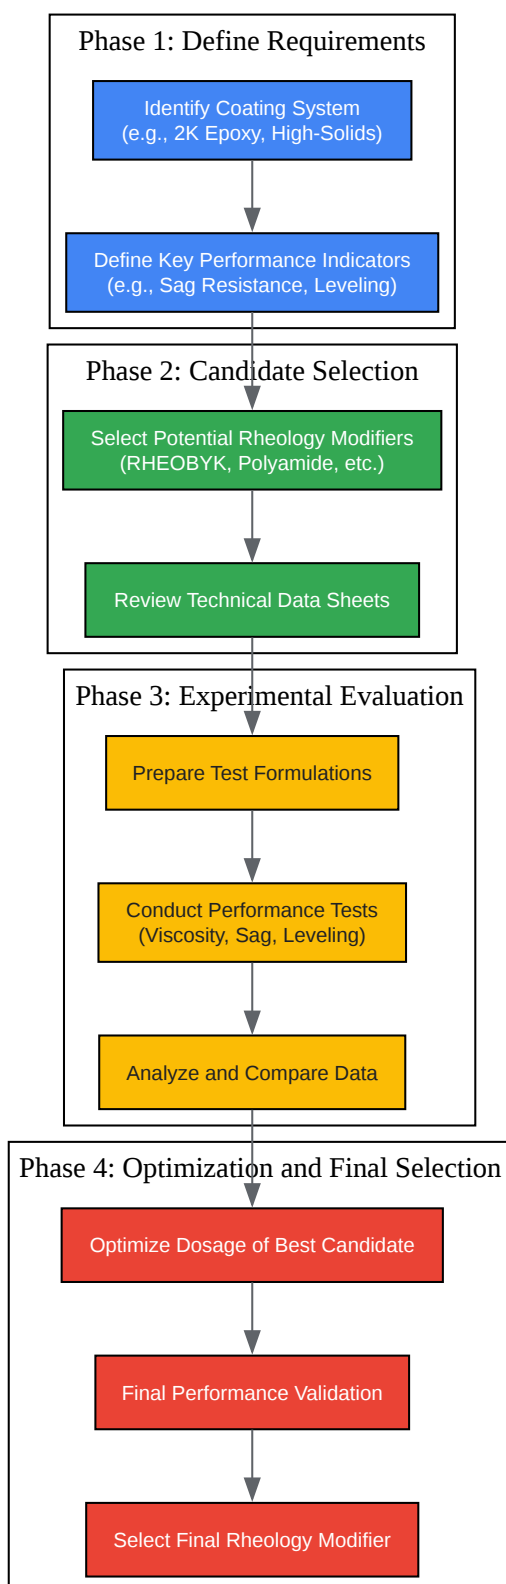 Phase 1: Define Requirements
Identify Coating System
(e.g., 2K Epoxy, High-Solids)
Define Key Performance Indicators
(e.g., Sag Resistance, Leveling)
Phase 2: Candidate Selection
Select Potential Rheology Modifiers
(RHEOBYK, Polyamide, etc.)
Review Technical Data Sheets
Phase 3: Experimental Evaluation
Prepare Test Formulations
Conduct Performance Tests
(Viscosity, Sag, Leveling)
Analyze and Compare Data
Phase 4: Optimization and Final Selection
Optimize Dosage of Best Candidate
Final Performance Validation
Select Final Rheology Modifier